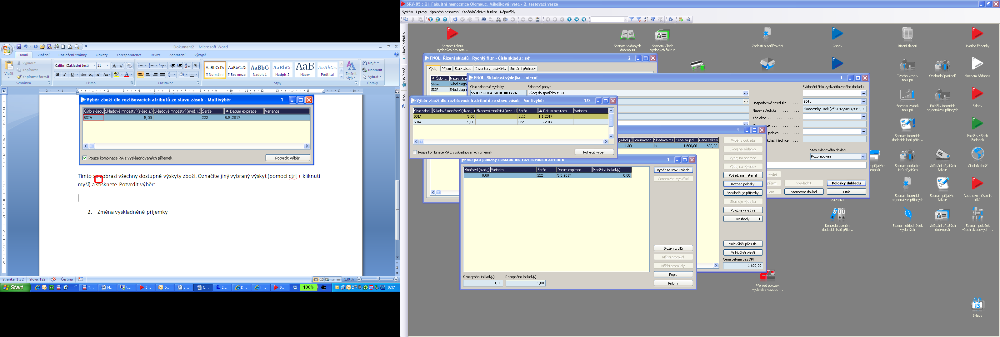 Dokument2 - Microsoft Word
Domů Vložení Rozložení stránky Odkazy Korespondence Revize Zobrazení Vývojář
Vložit
Vyjmout
Kopírovat
Kopírovat formát
Schránka
Calibri (Základní text) 11
Písmo
Odstavec
AaBbCcDc AaBbCcDc AaBbC AaBbCc AaB AaBbCc.
¶ Normální ¶ Bez mezer Nadpis 1 Nadpis 2 Název Podtitul
Změnit styly
Styly
Najít
Nahradit
Vybrat
Úpravy
Výběr zboží dle rozlišovacích atributů ze stavu zásob - Multivýběr 1
Číslo skladu Skladové množství (sklad.j.) Skladové množství (evid.j.) Šarže Datum expirace Varianta
SDIA 5,00 222 5.5.2017
Pouze kombinace RA z vyskladňovaných příjemek
Potvrdit výběr
Tímto se zobrazí všechny dostupné výskyty zboží. Označíte jiný vybraný výskyt (pomocí ctrl + kliknutí
myší) a stisknete Potvrdit výběr:
2. Změna vyskladněné příjemky
Stránka: 1 z 2 Slova: 122 Čeština 130 %
Start T... M... t... S... D... V... D... E... D... h... S... CS 100% 8:37
SRV-85 : QI Fakultní nemocnice Olomouc, Mikošková Iveta - 2. testovací verze
Systém Úpravy Společná nastavení Ovládání aktivní funkce Nápovědy
Hlavní nabídka
Oblíbené
Okna
Seznam faktur
vydaných pro sam...
Seznam vydaných
dobropisů
Seznam všech
vydaných faktur
Žádosti o zaúčtování
Osoby
Řízení skladů
Tvorba žádanky
FNOL: Řízení skladů Rychlý filtr - Číslo skladu : sdi 2
Výdej Příjem Stav zásob Inventury, uzávěrky Sumární přehledy
Číslo ... Název skla
SDIA Sklad diagn
SDIP Sklad diagn
FNOL: Skladová výdejka - interní 1
Číslo skladové výdejky Skladový pohyb
SVIOP-2014-SDIA-001776 Výdej do spotřeby z IOP
Evidenční číslo vyskladňovaného dokladu
Hospodářské středisko . . . . . 9041
Název střediska . . . . . . . . . . Ekonomický úsek (vč.9042,9043,9044,90
Kód akce . . . . . . . . . . . . . .
ce . . . . . . . . . . . .
jednice . . . . . . . . .
kulační jednice . . . .
Stav skladového dokladu
Rozpracován
výdej
příjem
- aut.
Vyskladnit
Položky dokladu
Stornovat doklad
Tisk
Výběr zboží dle rozlišovacích atributů ze stavu zásob - Multivýběr 1/2
Číslo skladu Skladové množství (sklad.j.) Skladové množství (evid.j.) Šarže Datum expirace Varianta
SDIA 5,00 1111 1.1.2017
SDIA 5,00 222 5.5.2017
Pouze kombinace RA z vyskladňovaných příjemek
Potvrdit výběr
1
(sklad.j.) Stornováno Skladová MJ Cena za jed... Cena celkem
1,00 ks 1 600,00 1 600,00
Výběr z dokladu
Výdej na žádanky
Výdej na operace
Výdej na výrobek
Požad. na materiál
Rozpad položky
Vyskladňuje příjemky
Stornuje výdejku
Položka vykrývá
Neshody
Multivýběr přes sk.
Multivýběr zboží
Cena celkem bez DPH
1 600,00
Rozpad položky dokladu dle rozlišovacích atributů 1
Množství (evid.j) Varianta Šarže Datum expirace Množství (sklad.j.)
0,00 222 5.5.2017 0,00
Výběr ze stavu zásob
Generování výr.čísel
Složení z dílů
Měřící protokol
Měřící protokoly
Popis
Přílohy
K rozepsání (sklad.j.) Rozepsáno (sklad.j.)
1,00 1,00
Tvorba vratky
nákupu
Obchodní partneři
Seznam žádanek
Seznam vratek
nákupů
Položky interních
objednávek přijatých
Sklady
Seznam interních
dodacích listů přija...
Položky všech
žádanek
přijatých
opisů
Seznam dodacích
listů přijatých
Vkládání přijatých
faktur
Číselník zboží
závazků
Seznam interních
objednávek přijatých
Seznam přijatých
faktur
Apotheke - číselník
léků
Kontrola ocenění
dodacích listů přija...
Seznam objednávek
vydaných
Vkládání přijatých
dobropisů
Seznam položek
všech skladových ...
Přehled položek
výdejek s vazbou ...
13
Sklady